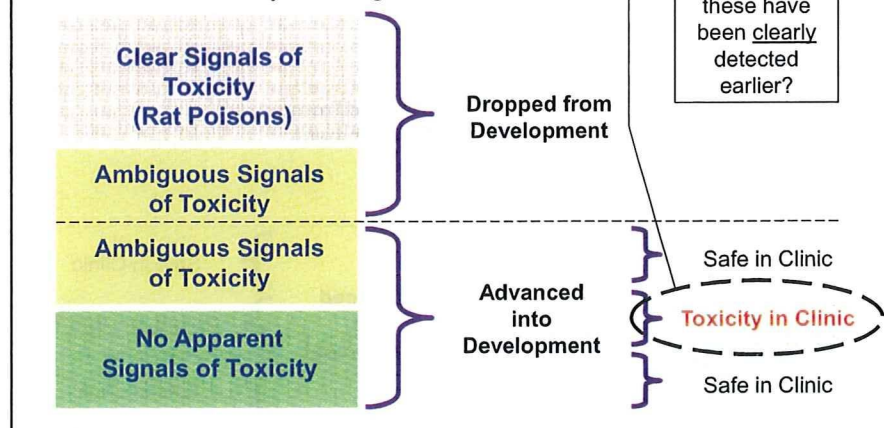 these have
been clearly
detected
earlier?
Clear Signals of
Toxicity
(Rat Poisons)
Dropped from
Development
Ambiguous Signals
of Toxicity
Ambiguous Signals
of Toxicity
Safe in Clinic
Advanced
into
Development
Toxicity in Clinic
No Apparent
Signals of Toxicity
Safe in Clinic